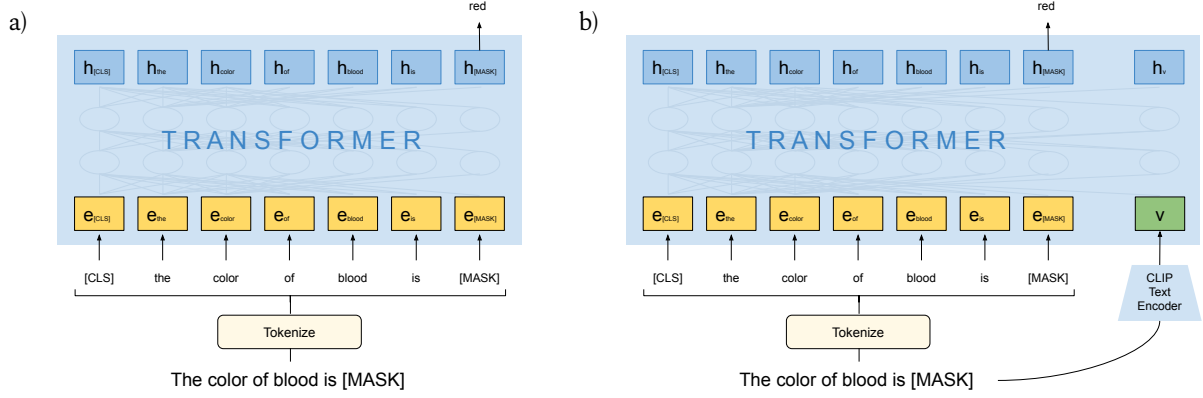 a)
red
h[CLS] hthe hcolor hof hblood his h[MASK]
TRANSFORMER
e[CLS] ethe ecolor eof eblood eis e[MASK]
[CLS] the color of blood is [MASK]
Tokenize
The color of blood is [MASK]
b)
red
h[CLS] hthe hcolor hof hblood his h[MASK] hv
TRANSFORMER
e[CLS] ethe ecolor eof eblood eis e[MASK] v
[CLS] the color of blood is [MASK]
CLIP
Text
Encoder
Tokenize
The color of blood is [MASK]